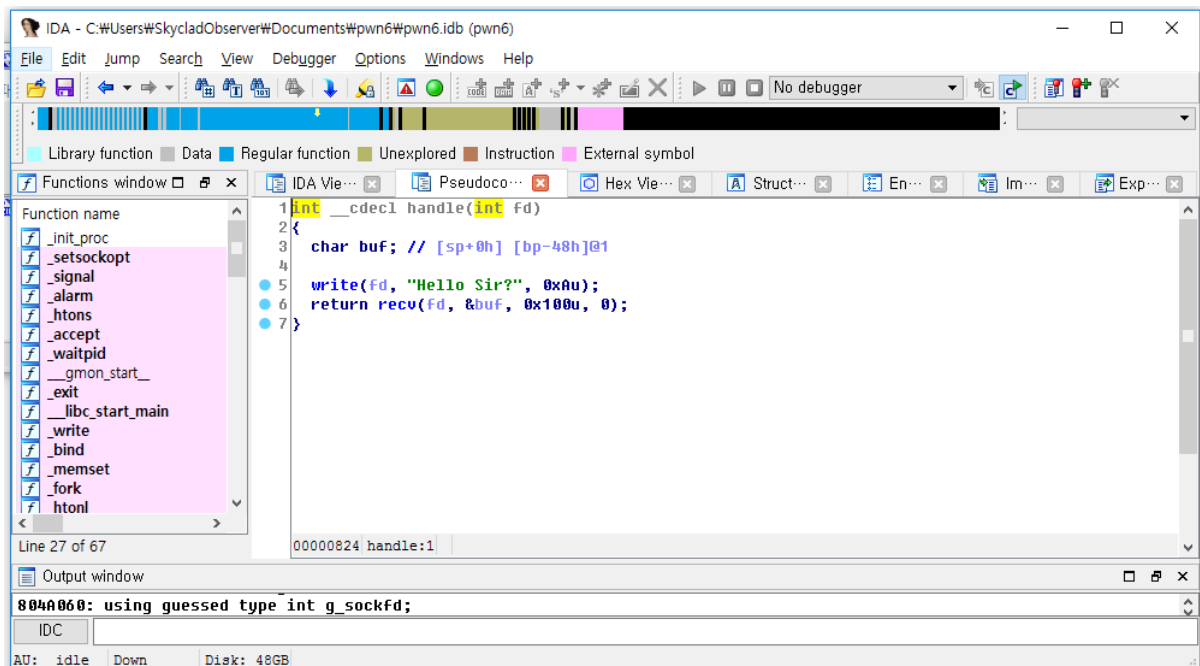 IDA - C:₩Users₩SkycladObserver₩Documents₩pwn6₩pwn6.idb (pwn6)
File Edit Jump Search View Debugger Options Windows Help
No debugger
Library function Data Regular function Unexplored Instruction External symbol
Functions window
IDA Vie··· Pseudoco··· Hex Vie··· Struct··· En··· Im··· Exp···
Function name
_init_proc
_setsockopt
_signal
_alarm
_htons
_accept
_waitpid
__gmon_start__
_exit
__libc_start_main
_write
_bind
_memset
_fork
_htonl
Line 27 of 67
1 int __cdecl handle(int fd)
2 {
3 char buf; // [sp+0h] [bp-48h]@1
4
5 write(fd, "Hello Sir?", 0xAu);
6 return recv(fd, &buf, 0x100u, 0);
7 }
00000824 handle:1
Output window
804A060: using guessed type int g_sockfd;
IDC
AU: idle Down Disk: 48GB